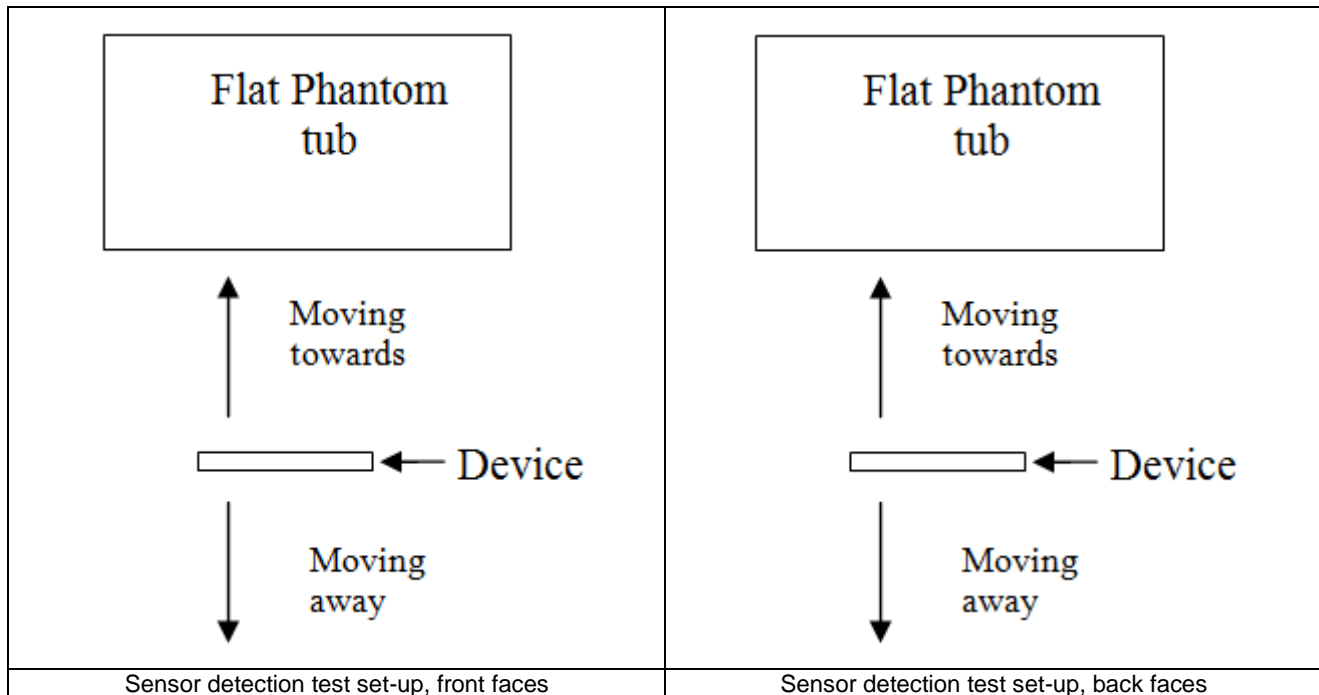 Flat Phantom
tub
Moving
towards
Device
Moving
away
Sensor detection test set-up, front faces
Flat Phantom
tub
Moving
towards
Device
Moving
away
Sensor detection test set-up, back faces